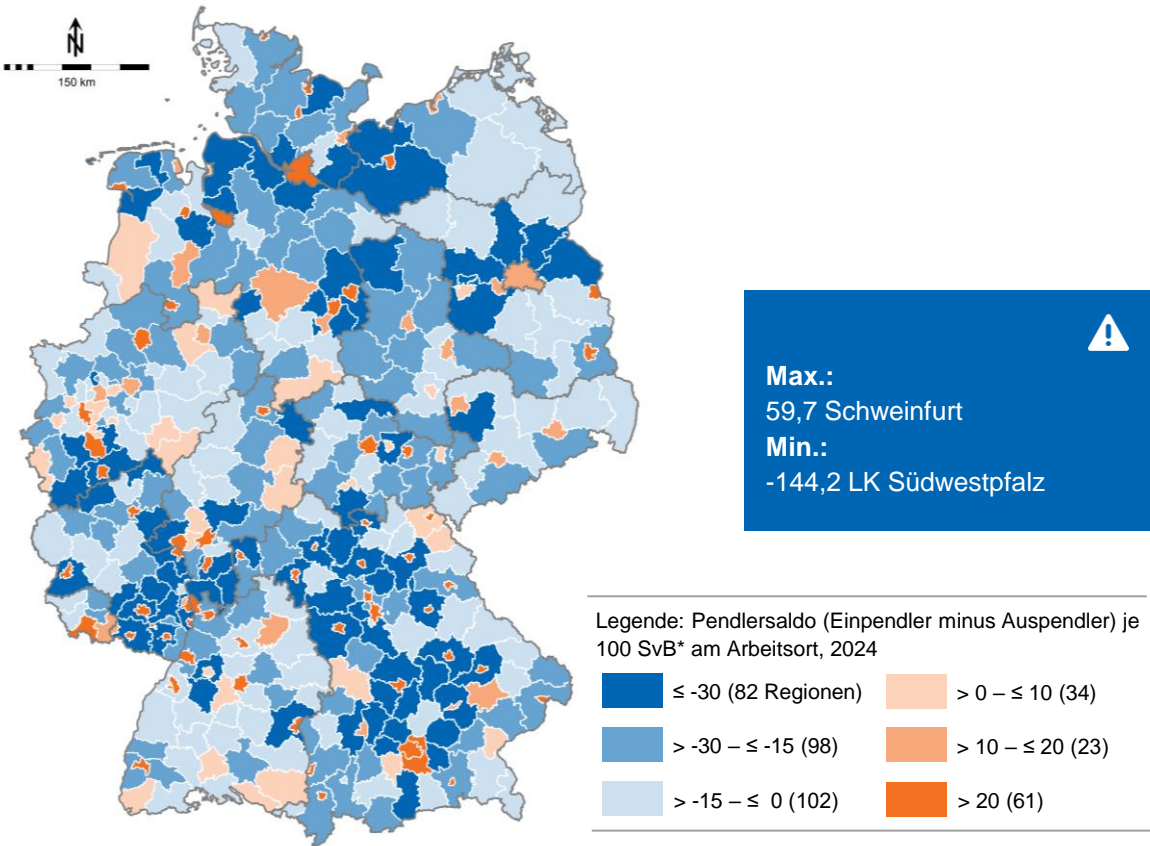 N
150 km
Max.:
59,7 Schweinfurt
Min.:
-144,2 LK Südwestpfalz
Legende: Pendlersaldo (Einpendler minus Auspendler) je
100 SvB* am Arbeitsort, 2024
≤ -30 (82 Regionen)
> 0 – ≤ 10 (34)
> -30 – ≤ -15 (98)
> 10 – ≤ 20 (23)
> -15 – ≤  0 (102)
> 20 (61)